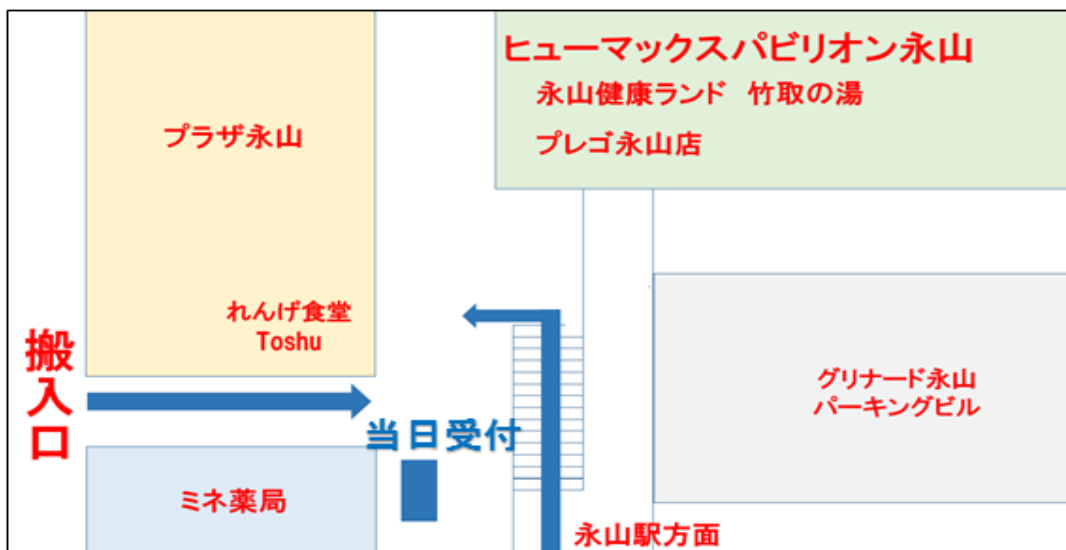 ヒューマックスパビリオン永山
永山健康ランド 竹取の湯
プレゴ永山店
プラザ永山
れんげ食堂
Toshu
搬入口
グリナード永山
パーキングビル
当日受付
ミネ薬局
永山駅方面